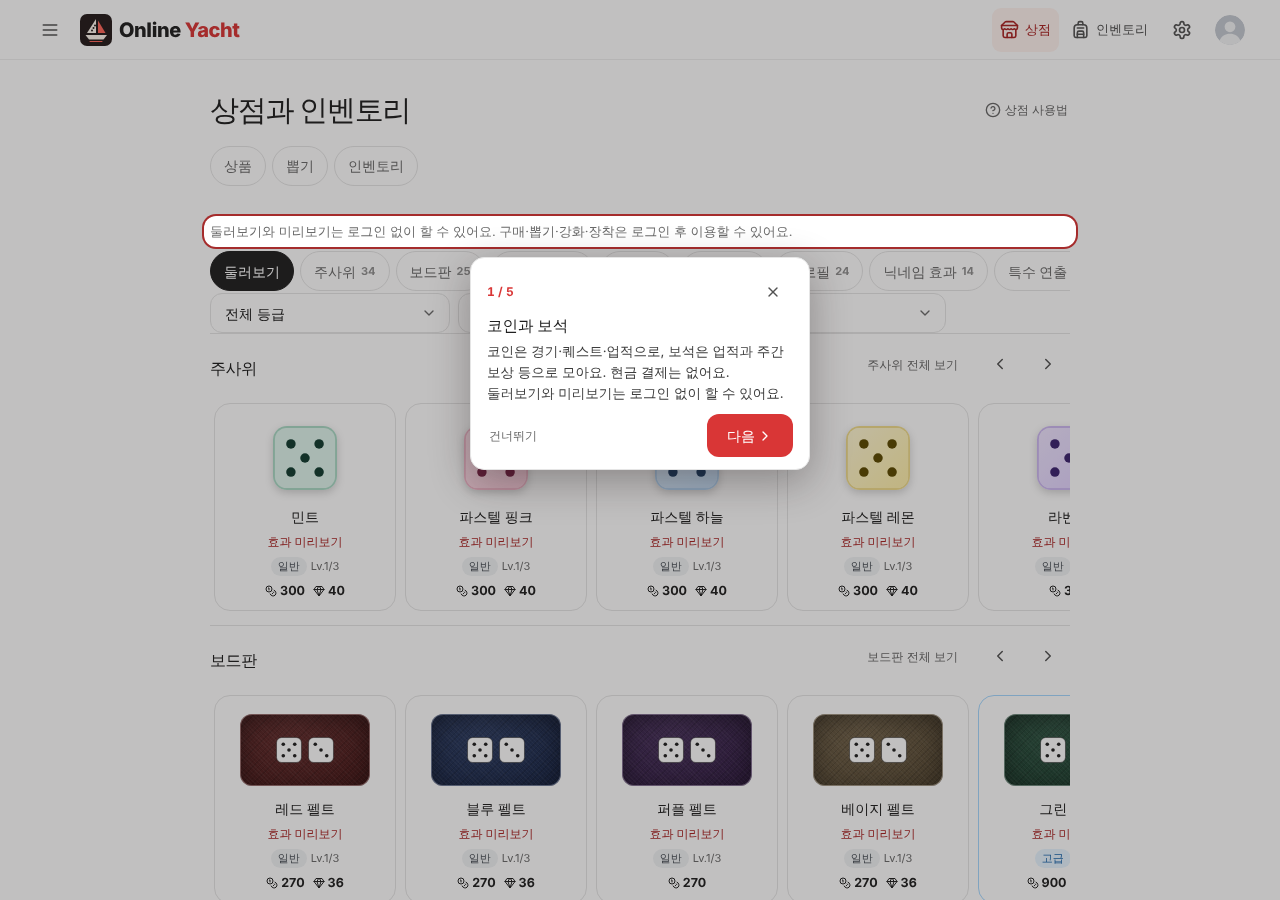 Online Yacht
상점
인벤토리
상점과 인벤토리
상점 사용법
상품
뽑기
인벤토리
둘러보기와 미리보기는 로그인 없이 할 수 있어요. 구매·뽑기·강화·장착은 로그인 후 이용할 수 있어요.
둘러보기
주사위 34
보드판 25
24
닉네임 효과 14
특수 연출
전체 등급
1 / 5
코인과 보석
코인은 경기·퀘스트·업적으로, 보석은 업적과 주간
보상 등으로 모아요. 현금 결제는 없어요.
둘러보기와 미리보기는 로그인 없이 할 수 있어요.
건너뛰기
다음
주사위
주사위 전체 보기
민트
파스텔 핑크
파스텔 하늘
파스텔 레몬
효과 미리보기
효과 미리보기
효과 미리보기
효과 미리보기
효과 미
일반 Lv.1/3
일반 Lv.1/3
일반 Lv.1/3
일반 Lv.1/3
일반
300 40
300 40
300 40
300 40
보드판
보드판 전체 보기
레드 펠트
블루 펠트
퍼플 펠트
베이지 펠트
그린
효과 미리보기
효과 미리보기
효과 미리보기
효과 미리보기
효과 미
일반 Lv.1/3
일반 Lv.1/3
일반 Lv.1/3
일반 Lv.1/3
고급
270 36
270 36
270
270 36
900